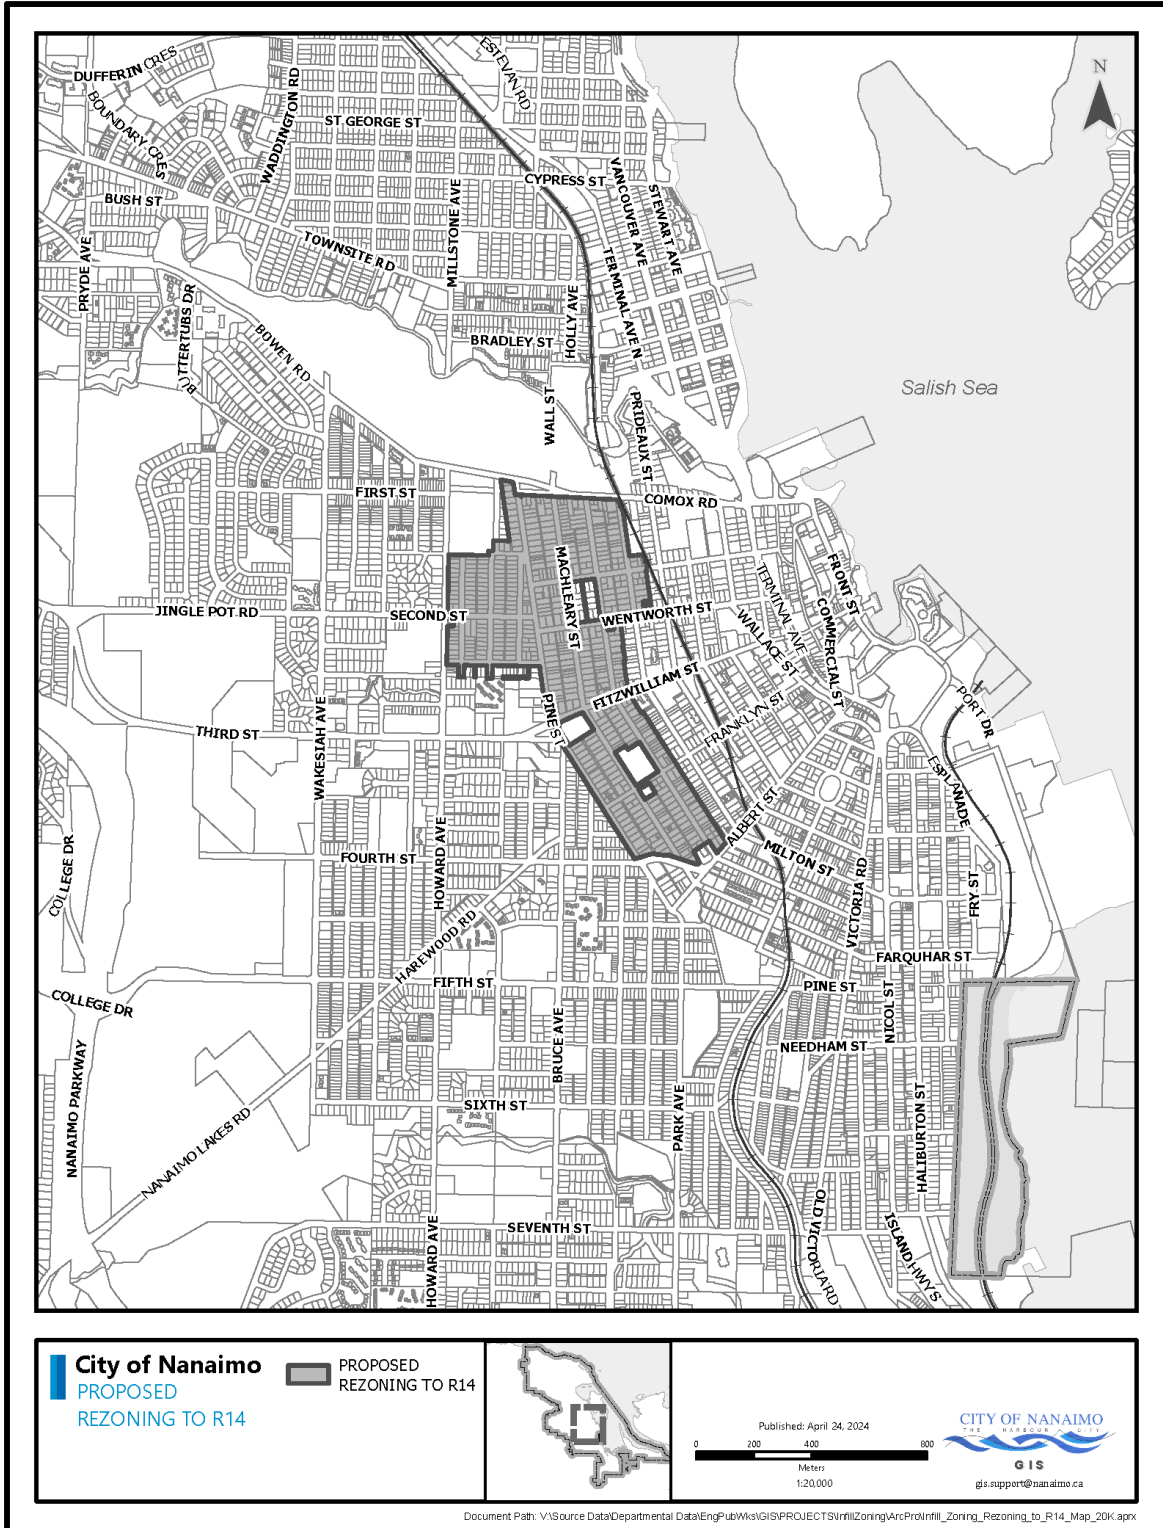 DUFFERIN CRES
BOUNDARY CRES
WADDINGTON RD
ESTEVAN RD
N
ST GEORGE ST
CYPRESS ST
VANCOUVER AVE
STEWART AVE
BUSH ST
MILLSTONE AVE
TOWNSITE RD
TERMINAL AVE N
PRYDE AVE
BUTTERTUBS DR
HOLLY AVE
BOWEN RD
BRADLEY ST
Salish Sea
WALL ST
PRIDEAUX ST
FIRST ST
COMOX RD
MACHLEARY ST
FRONT ST
TERMINAL AVE
COMMERCIAL ST
JINGLE POT RD
SECOND ST
WENTWORTH ST
WALLACE ST
FITZWILLIAM ST
PINE ST
FRANKLYN ST
PORT DR
WAKESIAH AVE
THIRD ST
ESPLANADE
ALBERT ST
HOWARD AVE
FOURTH ST
MILTON ST
COLLEGE DR
VICTORIA RD
FRY ST
HAREWOOD RD
FARQUHAR ST
FIFTH ST
PINE ST
COLLEGE DR
NICOL ST
BRUCE AVE
NEEDHAM ST
NANAIMO PARKWAY
SIXTH ST
PARK AVE
HALIBURTON ST
NANAIMO LAKES RD
SEVENTH ST
HOWARD AVE
OLD VICTORIA RD
ISLAND HWY S
City of Nanaimo
PROPOSED
REZONING TO R14
PROPOSED
REZONING TO R14
Published: April 24, 2024
0 200 400 800
Meters
1:20,000
CITY OF NANAIMO
THE HARBOUR CITY
GIS
gis.support@nanaimo.ca
Document Path: V:\Source Data\Departmental Data\EngPubWks\GIS\PROJECTS\InfillZoning\ArcPro\Infill_Zoning_Rezoning_to_R14_Map_20K.aprx